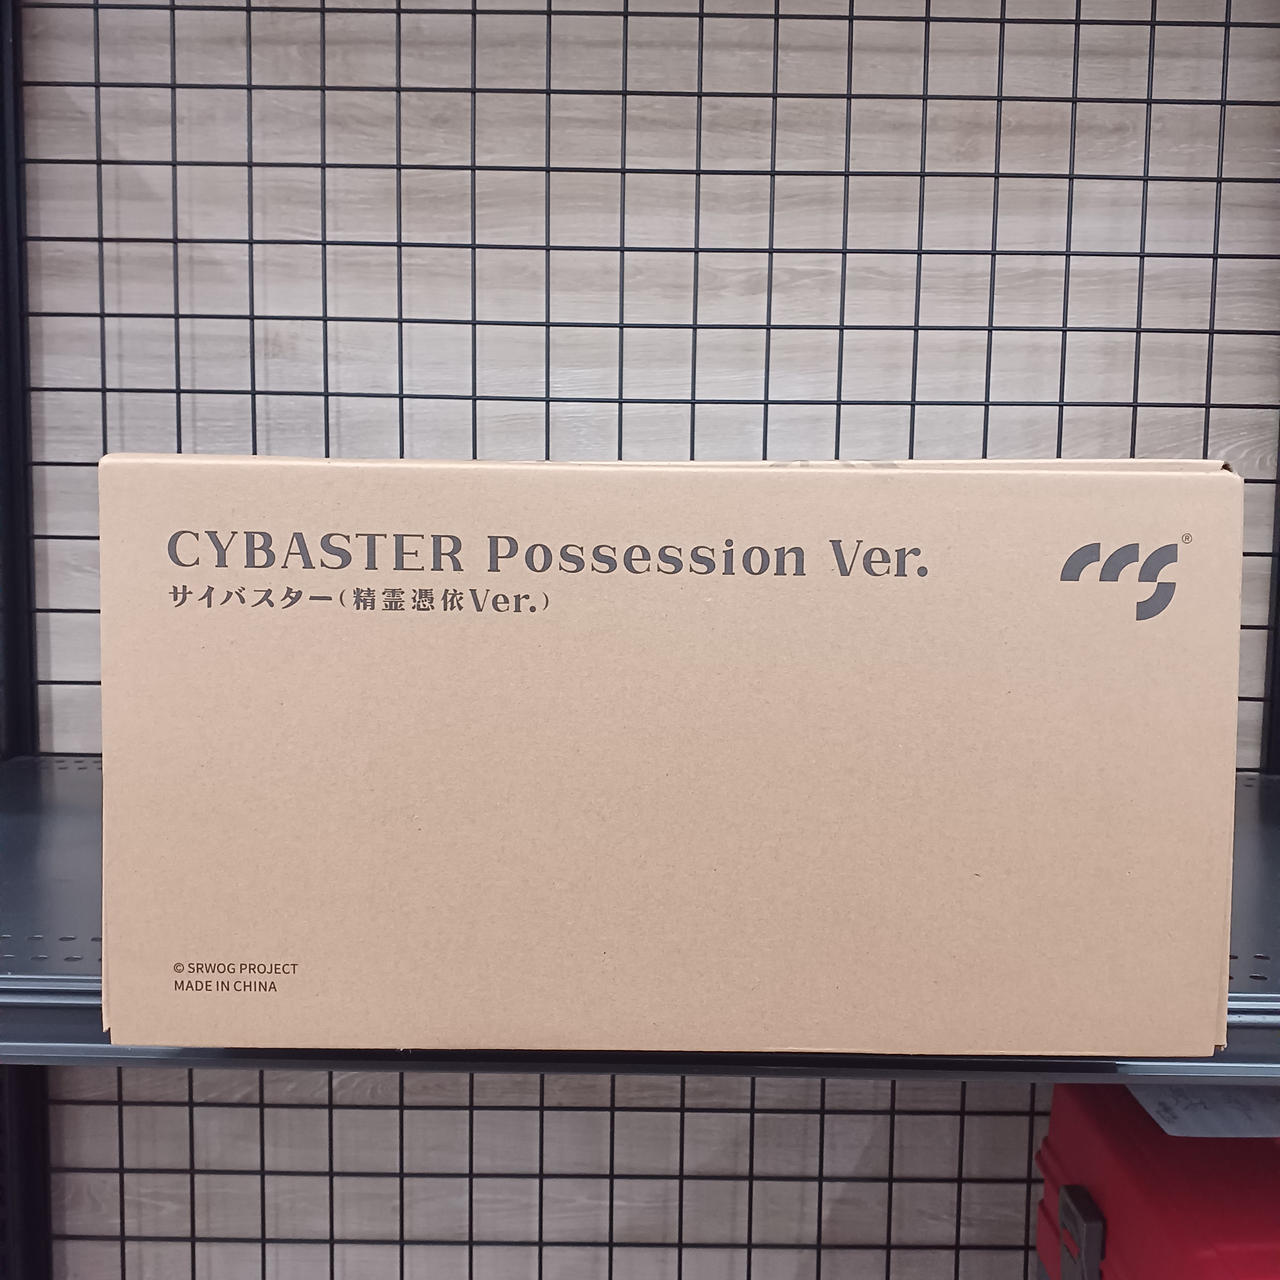 CYBASTER Possession Ver.
サイバスター(精霊憑依Ver.)
CCS®
© SRWOG PROJECT
MADE IN CHINA